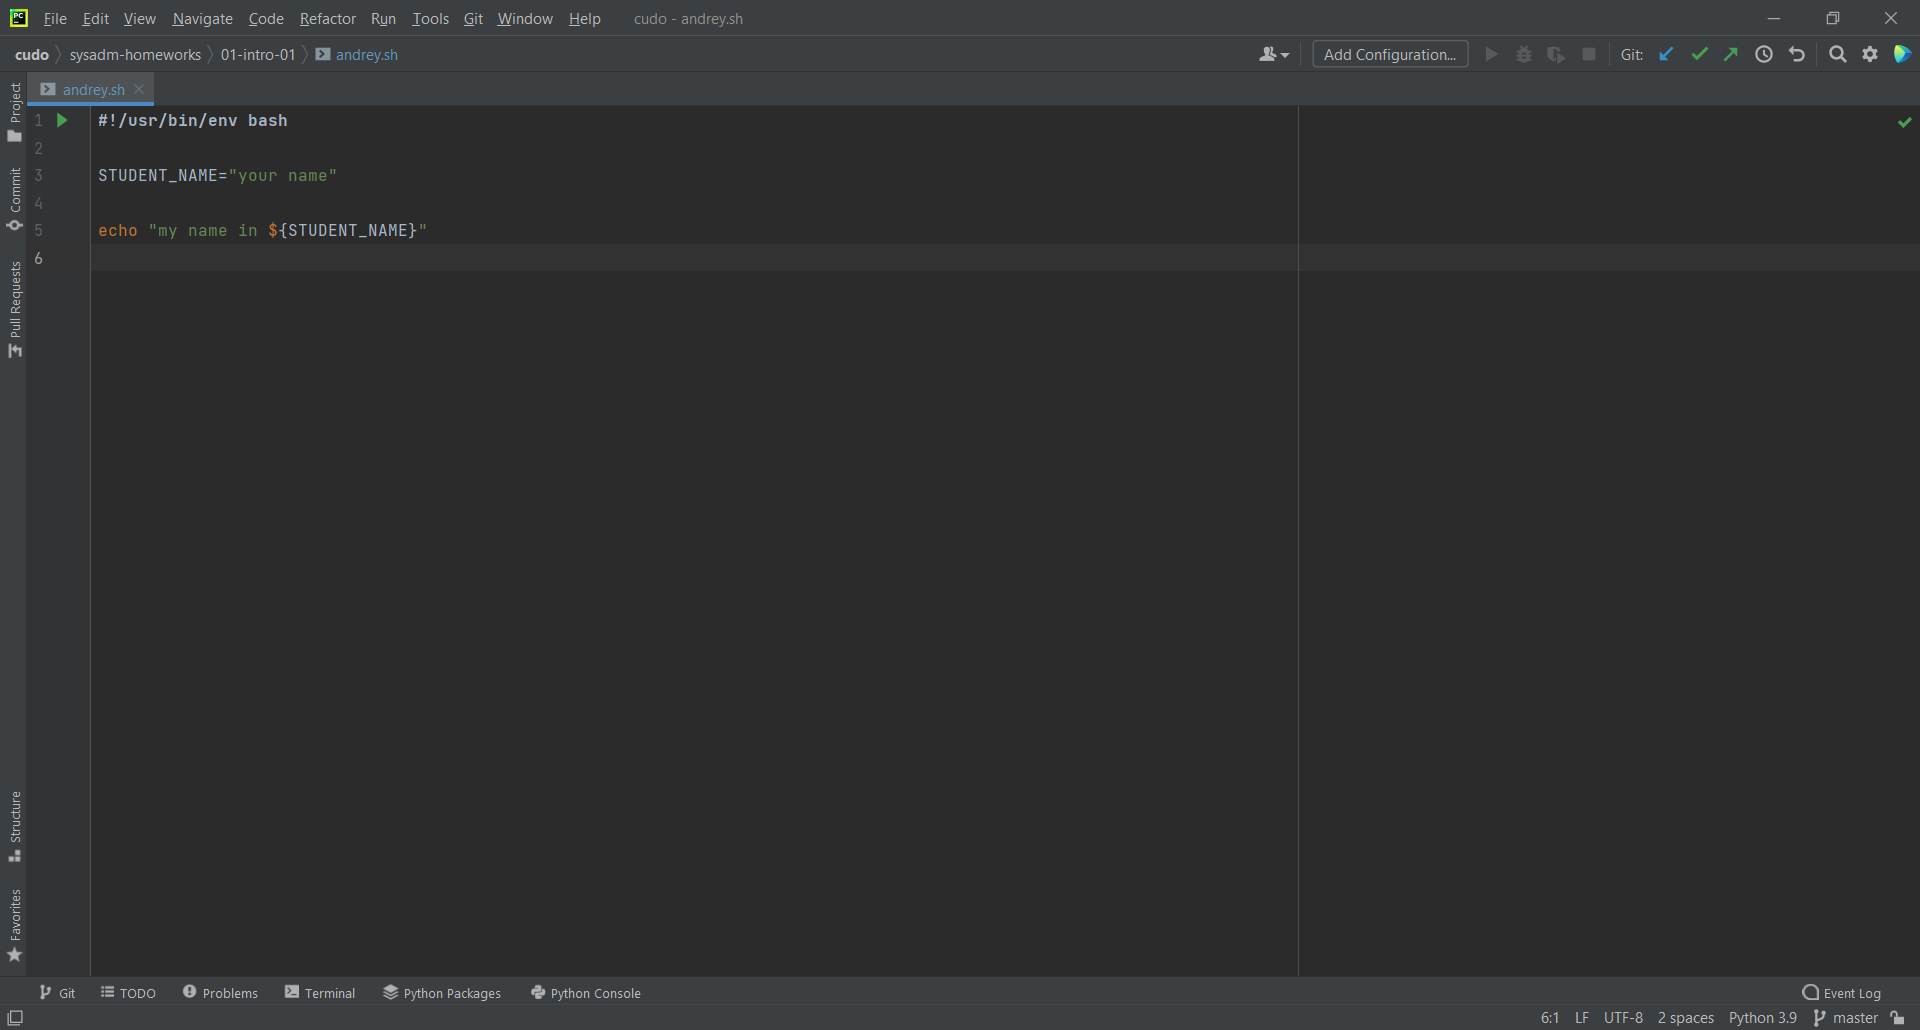 PC File Edit View Navigate Code Refactor Run Tools Git Window Help cudo - andrey.sh
cudo sysadm-homeworks 01-intro-01 andrey.sh Add Configuration... Git:
andrey.sh
Project
Commit
Pull Requests
Structure
Favorites
1 #!/usr/bin/env bash
2
3 STUDENT_NAME="your name"
4
5 echo "my name in ${STUDENT_NAME}"
6
Git TODO Problems Terminal Python Packages Python Console Event Log
6:1 LF UTF-8 2 spaces Python 3.9 master